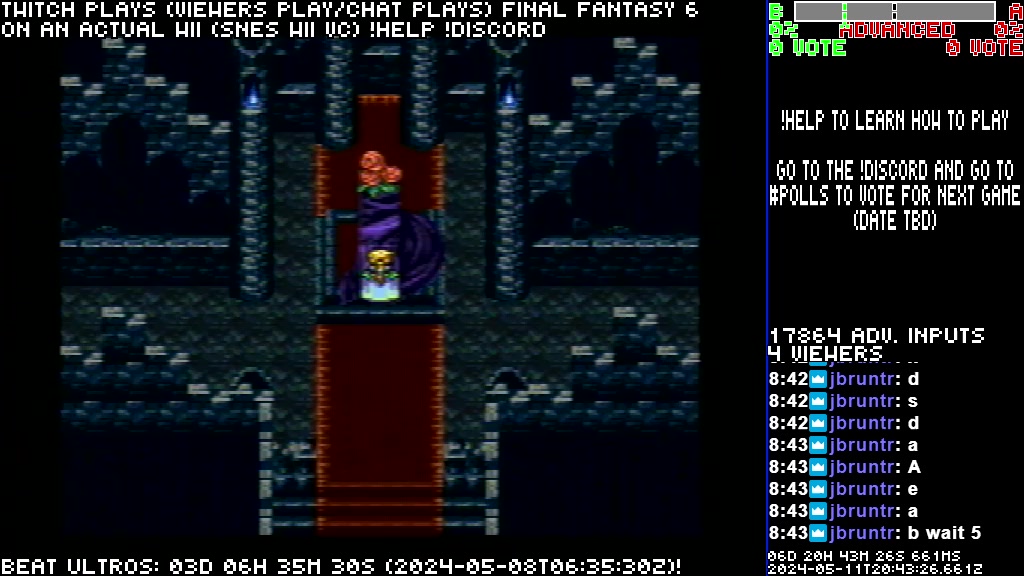 TWITCH PLAYS (VIEWERS PLAY/CHAT PLAYS) FINAL FANTASY 6
ON AN ACTUAL WII (SNES WII VC) !HELP !DISCORD
B A
0% ADVANCED 0%
0 VOTE 0 VOTE
!HELP TO LEARN HOW TO PLAY
GO TO THE !DISCORD AND GO TO
#POLLS TO VOTE FOR NEXT GAME
(DATE TBD)
17864 ADV. INPUTS
4 VIEWERS
8:42 jbruntr: d
8:42 jbruntr: s
8:42 jbruntr: d
8:43 jbruntr: a
8:43 jbruntr: A
8:43 jbruntr: e
8:43 jbruntr: a
8:43 jbruntr: b wait 5
06D 20H 43M 26S 661MS
2024-05-11T20:43:26.661Z
BEAT ULTROS: 03D 06H 35M 30S (2024-05-08T06:35:30Z)!